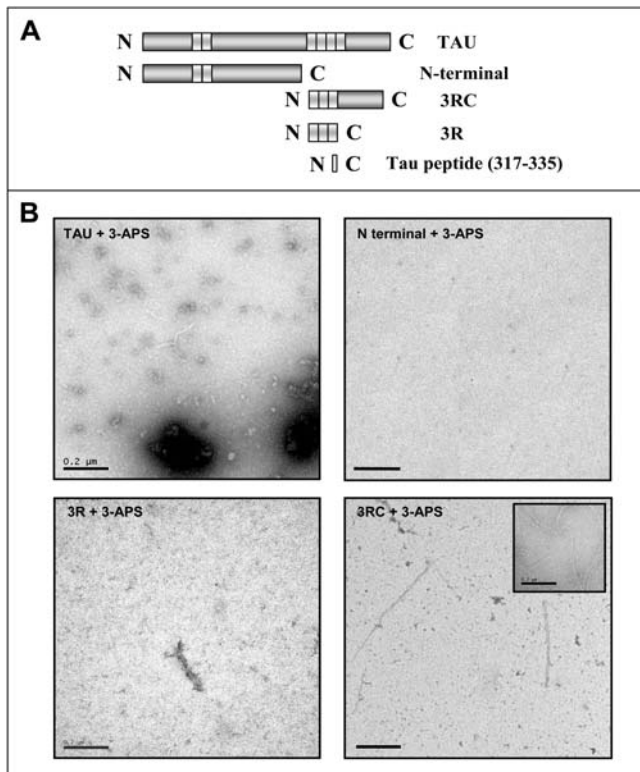 A
N C TAU
N C N-terminal
N C 3RC
N C 3R
N C Tau peptide (317-335)
B
TAU + 3-APS
N terminal + 3-APS
0.2 µm
3R + 3-APS
3RC + 3-APS